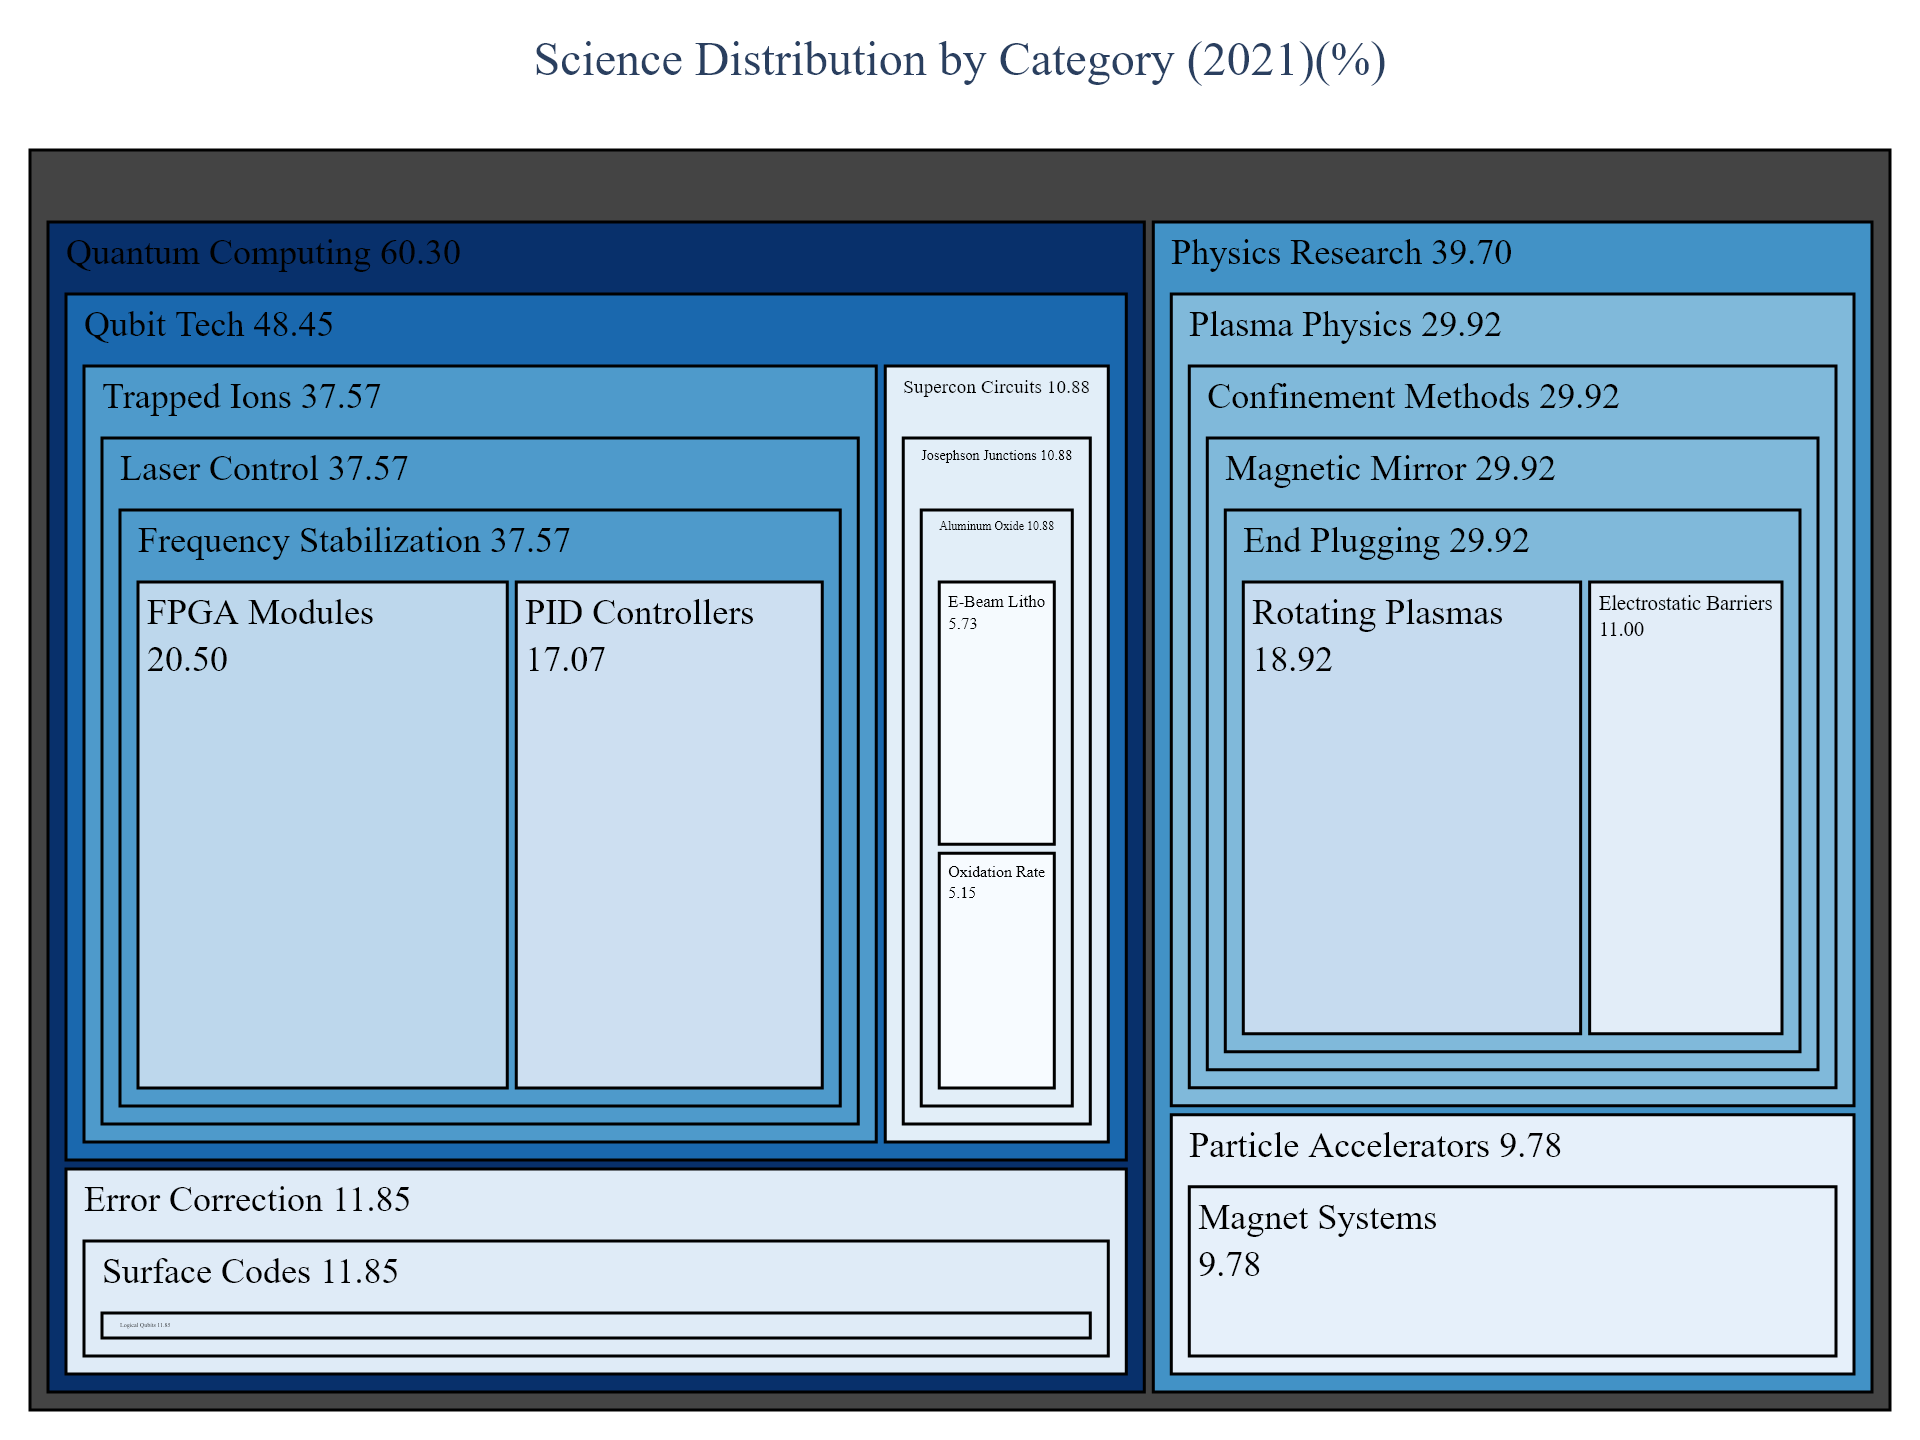 Science Distribution by Category (2021)(%)
Quantum Computing 60.30
Qubit Tech 48.45
Trapped Ions 37.57
Laser Control 37.57
Frequency Stabilization 37.57
FPGA Modules
20.50
PID Controllers
17.07
Supercon Circuits 10.88
Josephson Junctions 10.88
Aluminum Oxide 10.88
E-Beam Litho
5.73
Oxidation Rate
5.15
Error Correction 11.85
Surface Codes 11.85
Logical Qubits 11.85
Physics Research 39.70
Plasma Physics 29.92
Confinement Methods 29.92
Magnetic Mirror 29.92
End Plugging 29.92
Rotating Plasmas
18.92
Electrostatic Barriers
11.00
Particle Accelerators 9.78
Magnet Systems
9.78